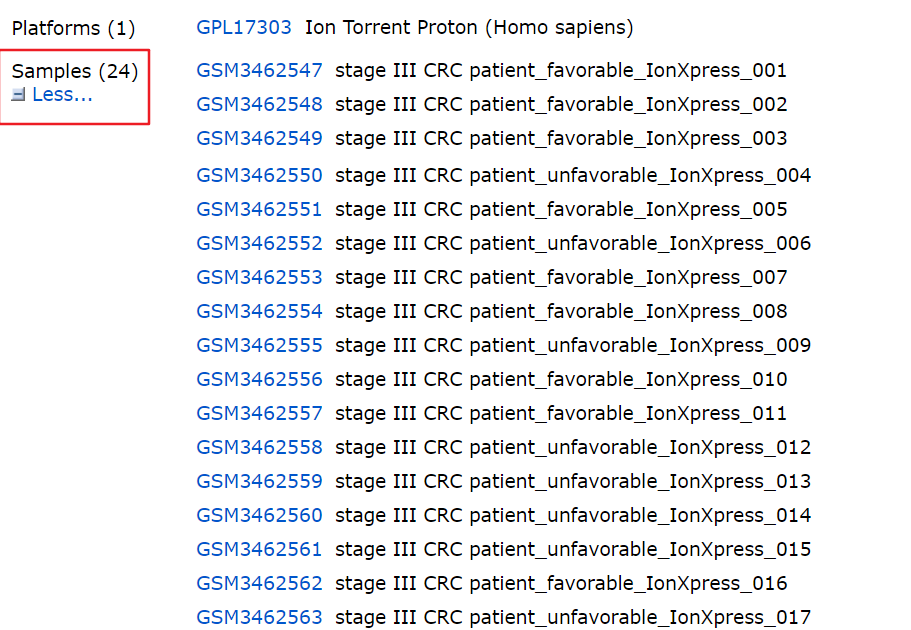 Platforms (1) GPL17303 Ion Torrent Proton (Homo sapiens)
Samples (24) GSM3462547 stage III CRC patient_favorable_IonXpress_001
Less...
GSM3462548 stage III CRC patient_favorable_IonXpress_002
GSM3462549 stage III CRC patient_favorable_IonXpress_003
GSM3462550 stage III CRC patient_unfavorable_IonXpress_004
GSM3462551 stage III CRC patient_favorable_IonXpress_005
GSM3462552 stage III CRC patient_unfavorable_IonXpress_006
GSM3462553 stage III CRC patient_favorable_IonXpress_007
GSM3462554 stage III CRC patient_favorable_IonXpress_008
GSM3462555 stage III CRC patient_unfavorable_IonXpress_009
GSM3462556 stage III CRC patient_favorable_IonXpress_010
GSM3462557 stage III CRC patient_favorable_IonXpress_011
GSM3462558 stage III CRC patient_unfavorable_IonXpress_012
GSM3462559 stage III CRC patient_unfavorable_IonXpress_013
GSM3462560 stage III CRC patient_unfavorable_IonXpress_014
GSM3462561 stage III CRC patient_unfavorable_IonXpress_015
GSM3462562 stage III CRC patient_favorable_IonXpress_016
GSM3462563 stage III CRC patient_unfavorable_IonXpress_017